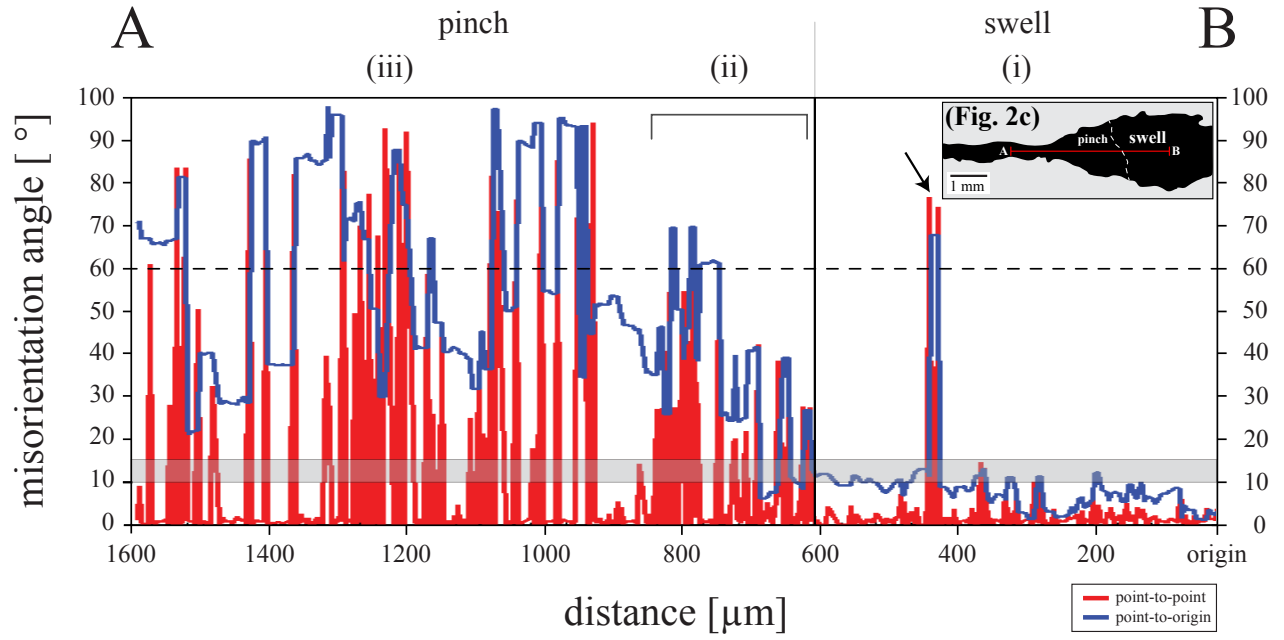 A
pinch
swell
B
(iii)
(ii)
(i)
misorientation angle [ °]
100
90
80
70
60
50
40
30
20
10
0
100
90
80
70
60
50
40
30
20
10
0
(Fig. 2c)
pinch
swell
A
B
1 mm
1600
1400
1200
1000
800
600
400
200
origin
distance [µm]
point-to-point
point-to-origin